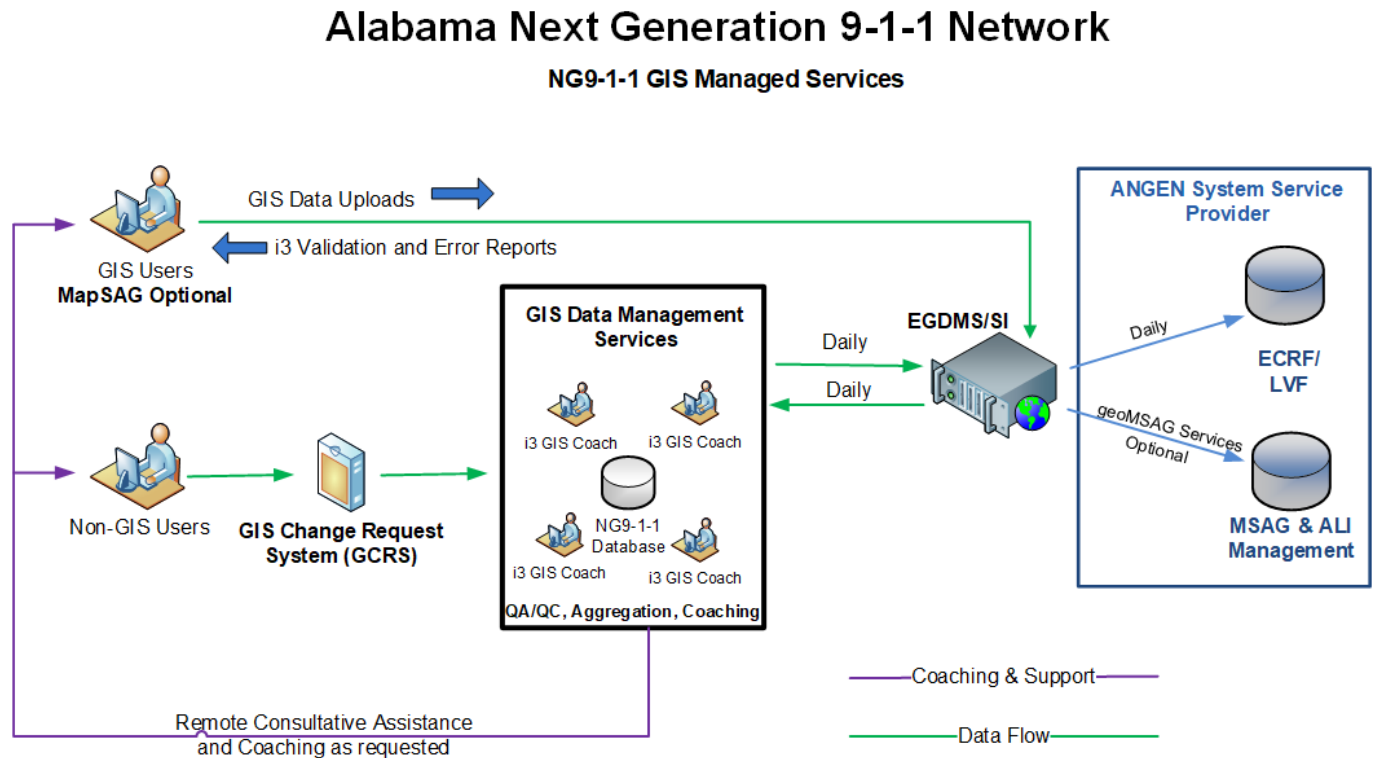 Alabama Next Generation 9-1-1 Network
NG9-1-1 GIS Managed Services
GIS Data Uploads
i3 Validation and Error Reports
GIS Users
MapSAG Optional
Non-GIS Users
GIS Change Request
System (GCRS)
GIS Data Management
Services
i3 GIS Coach
i3 GIS Coach
NG9-1-1
Database
i3 GIS Coach
i3 GIS Coach
QA/QC, Aggregation, Coaching
Daily
Daily
EGDMS/SI
ANGEN System Service
Provider
Daily
ECRF/
LVF
geoMSAG Services
Optional
MSAG & ALI
Management
Remote Consultative Assistance
and Coaching as requested
Coaching & Support
Data Flow